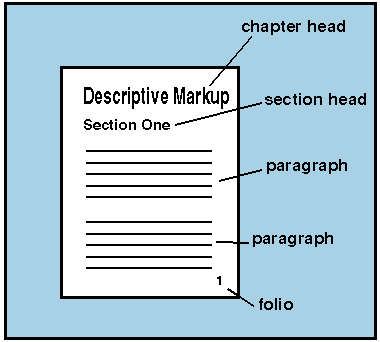 chapter head
Descriptive Markup
section head
Section One
paragraph
paragraph
1
folio